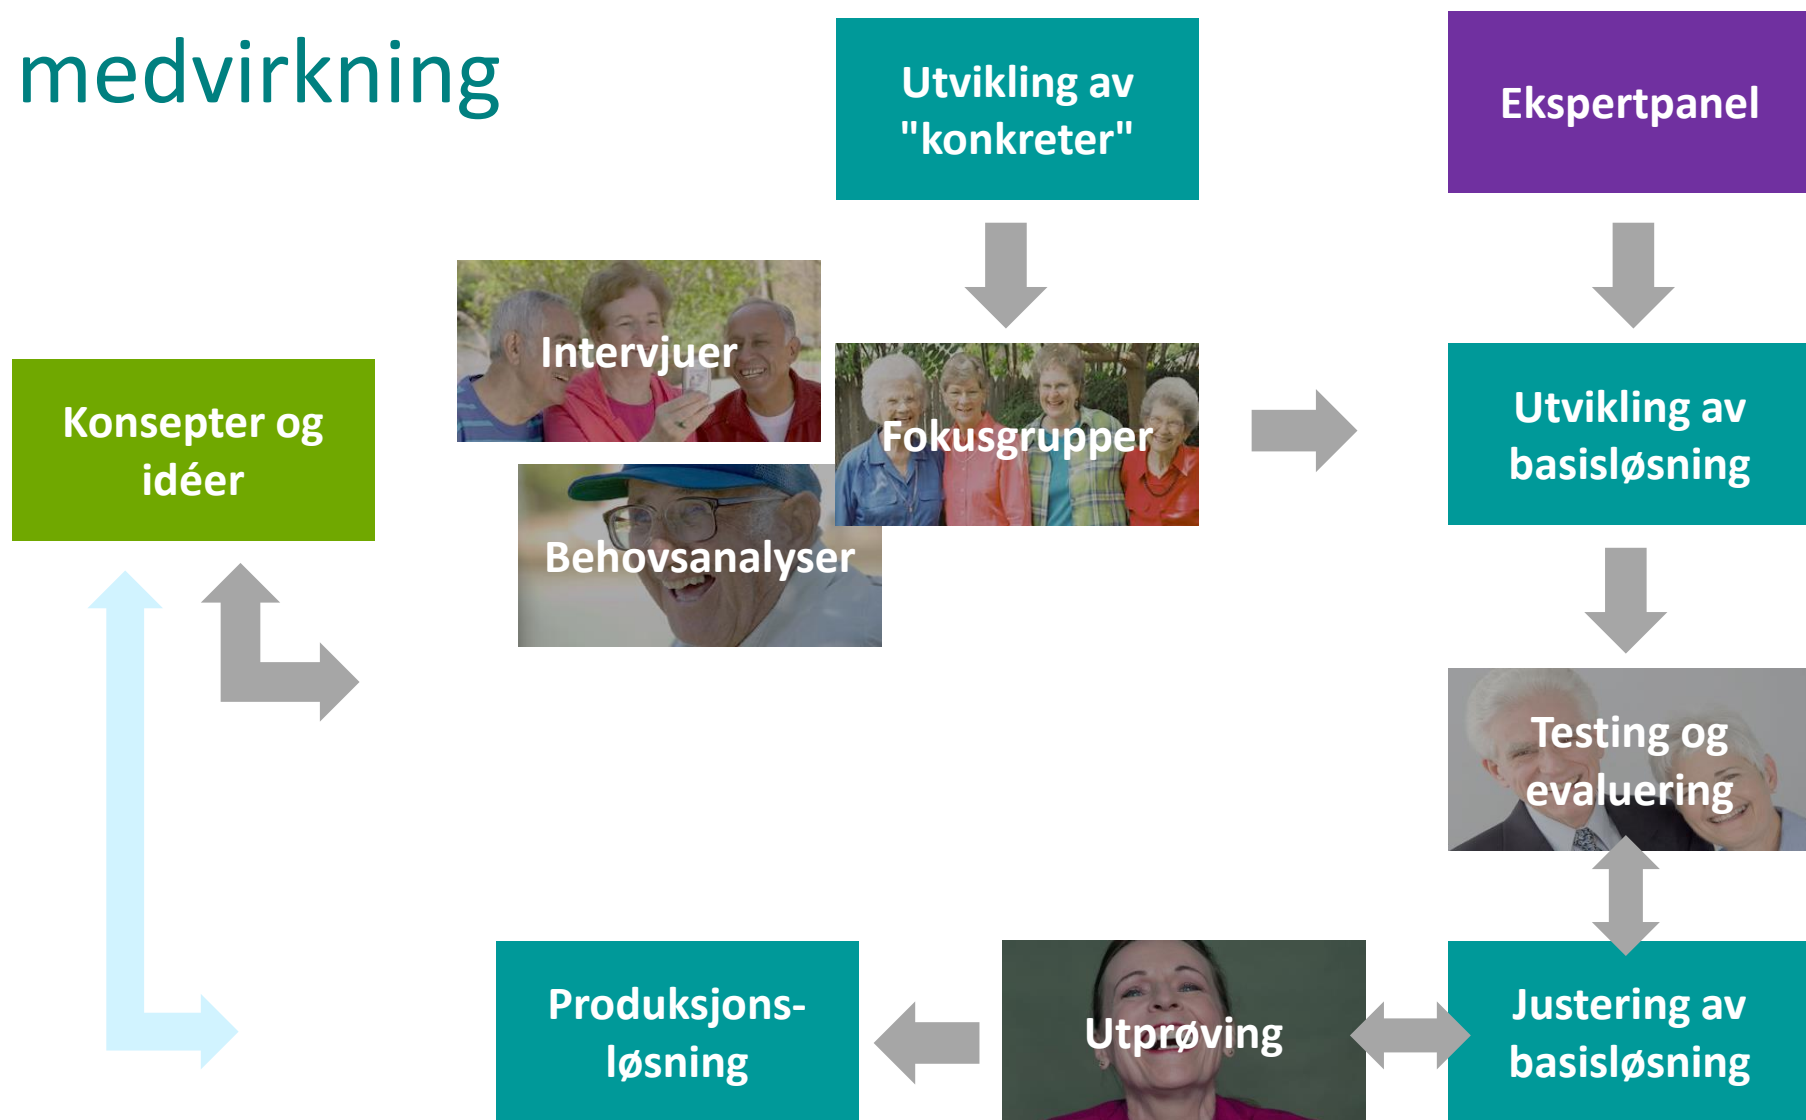 medvirkning
Utvikling av
"konkreter"
Ekspertpanel
Intervjuer
Konsepter og
idéer
Fokusgrupper
Utvikling av
basisløsning
Behovsanalyser
Testing og
evaluering
Produksjons-
løsning
Utprøving
Justering av
basisløsning